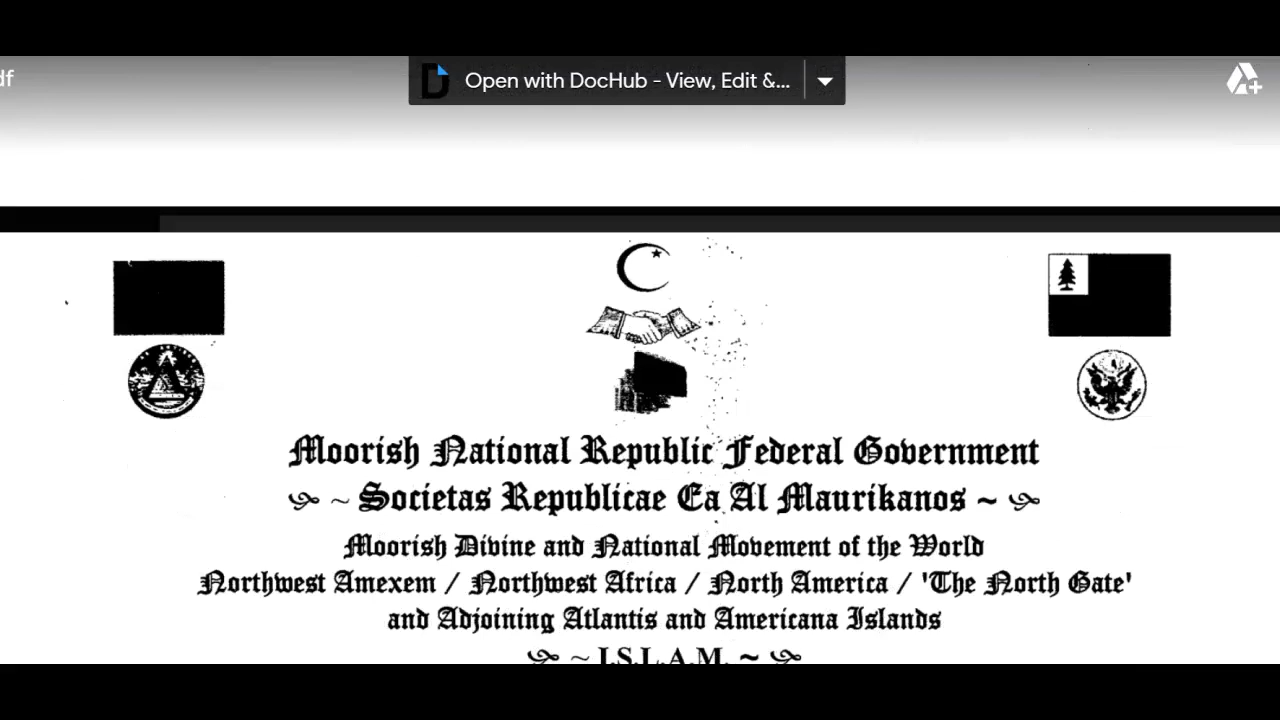 df
Open with DocHub - View, Edit &...
Moorish National Republic Federal Government
~ Societas Republicae Ea Al Maurikanos ~
Moorish Divine and National Movement of the World
Northwest Amexem / Northwest Africa / North America / 'The North Gate'
and Adjoining Atlantis and Americana Islands
~ I.S.L.A.M. ~